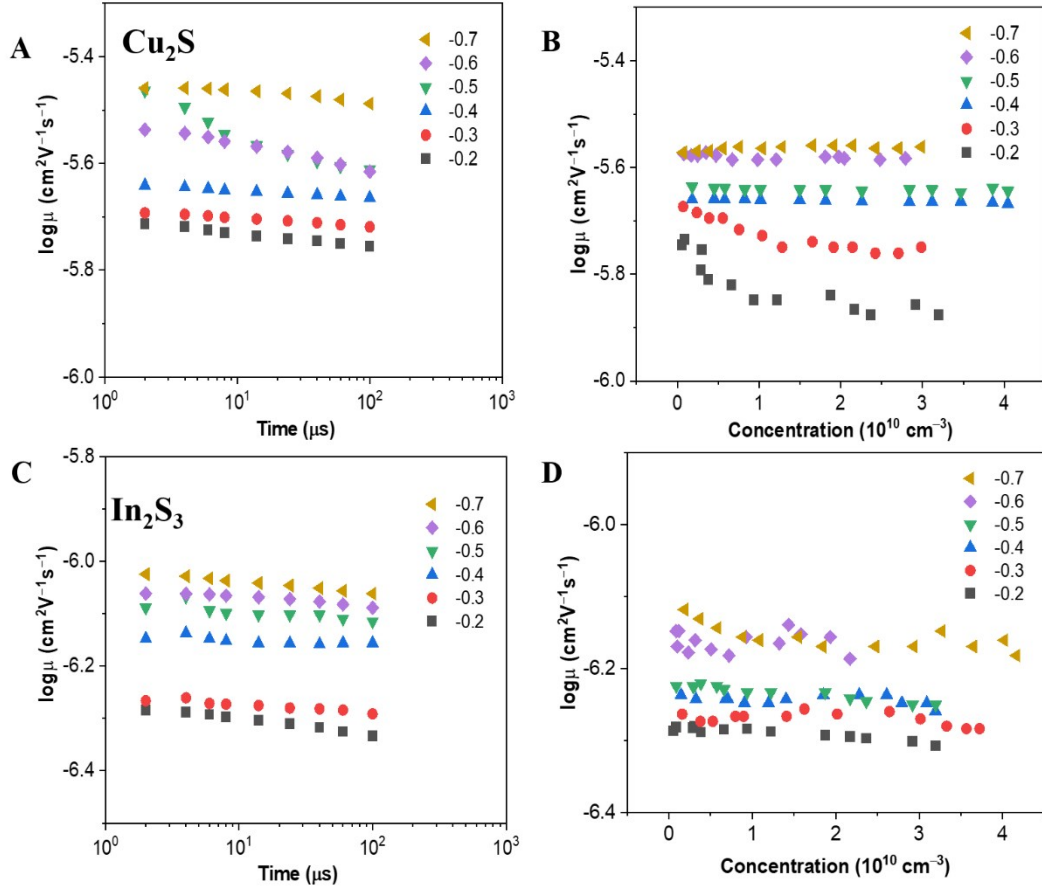 A
Cu₂S
-0.7
-0.6
-0.5
-0.4
-0.3
-0.2
-5.4
-5.6
-5.8
-6.0
logμ (cm²V⁻¹s⁻¹)
10⁰ 10¹ 10² 10³
Time (μs)
B
-0.7
-0.6
-0.5
-0.4
-0.3
-0.2
-5.4
-5.6
-5.8
-6.0
logμ (cm²V⁻¹s⁻¹)
0 1 2 3 4
Concentration (10¹⁰ cm⁻³)
C
In₂S₃
-0.7
-0.6
-0.5
-0.4
-0.3
-0.2
-5.8
-6.0
-6.2
-6.4
logμ (cm²V⁻¹s⁻¹)
10⁰ 10¹ 10² 10³
Time (μs)
D
-0.7
-0.6
-0.5
-0.4
-0.3
-0.2
-6.0
-6.2
-6.4
logμ (cm²V⁻¹s⁻¹)
0 1 2 3 4
Concentration (10¹⁰ cm⁻³)